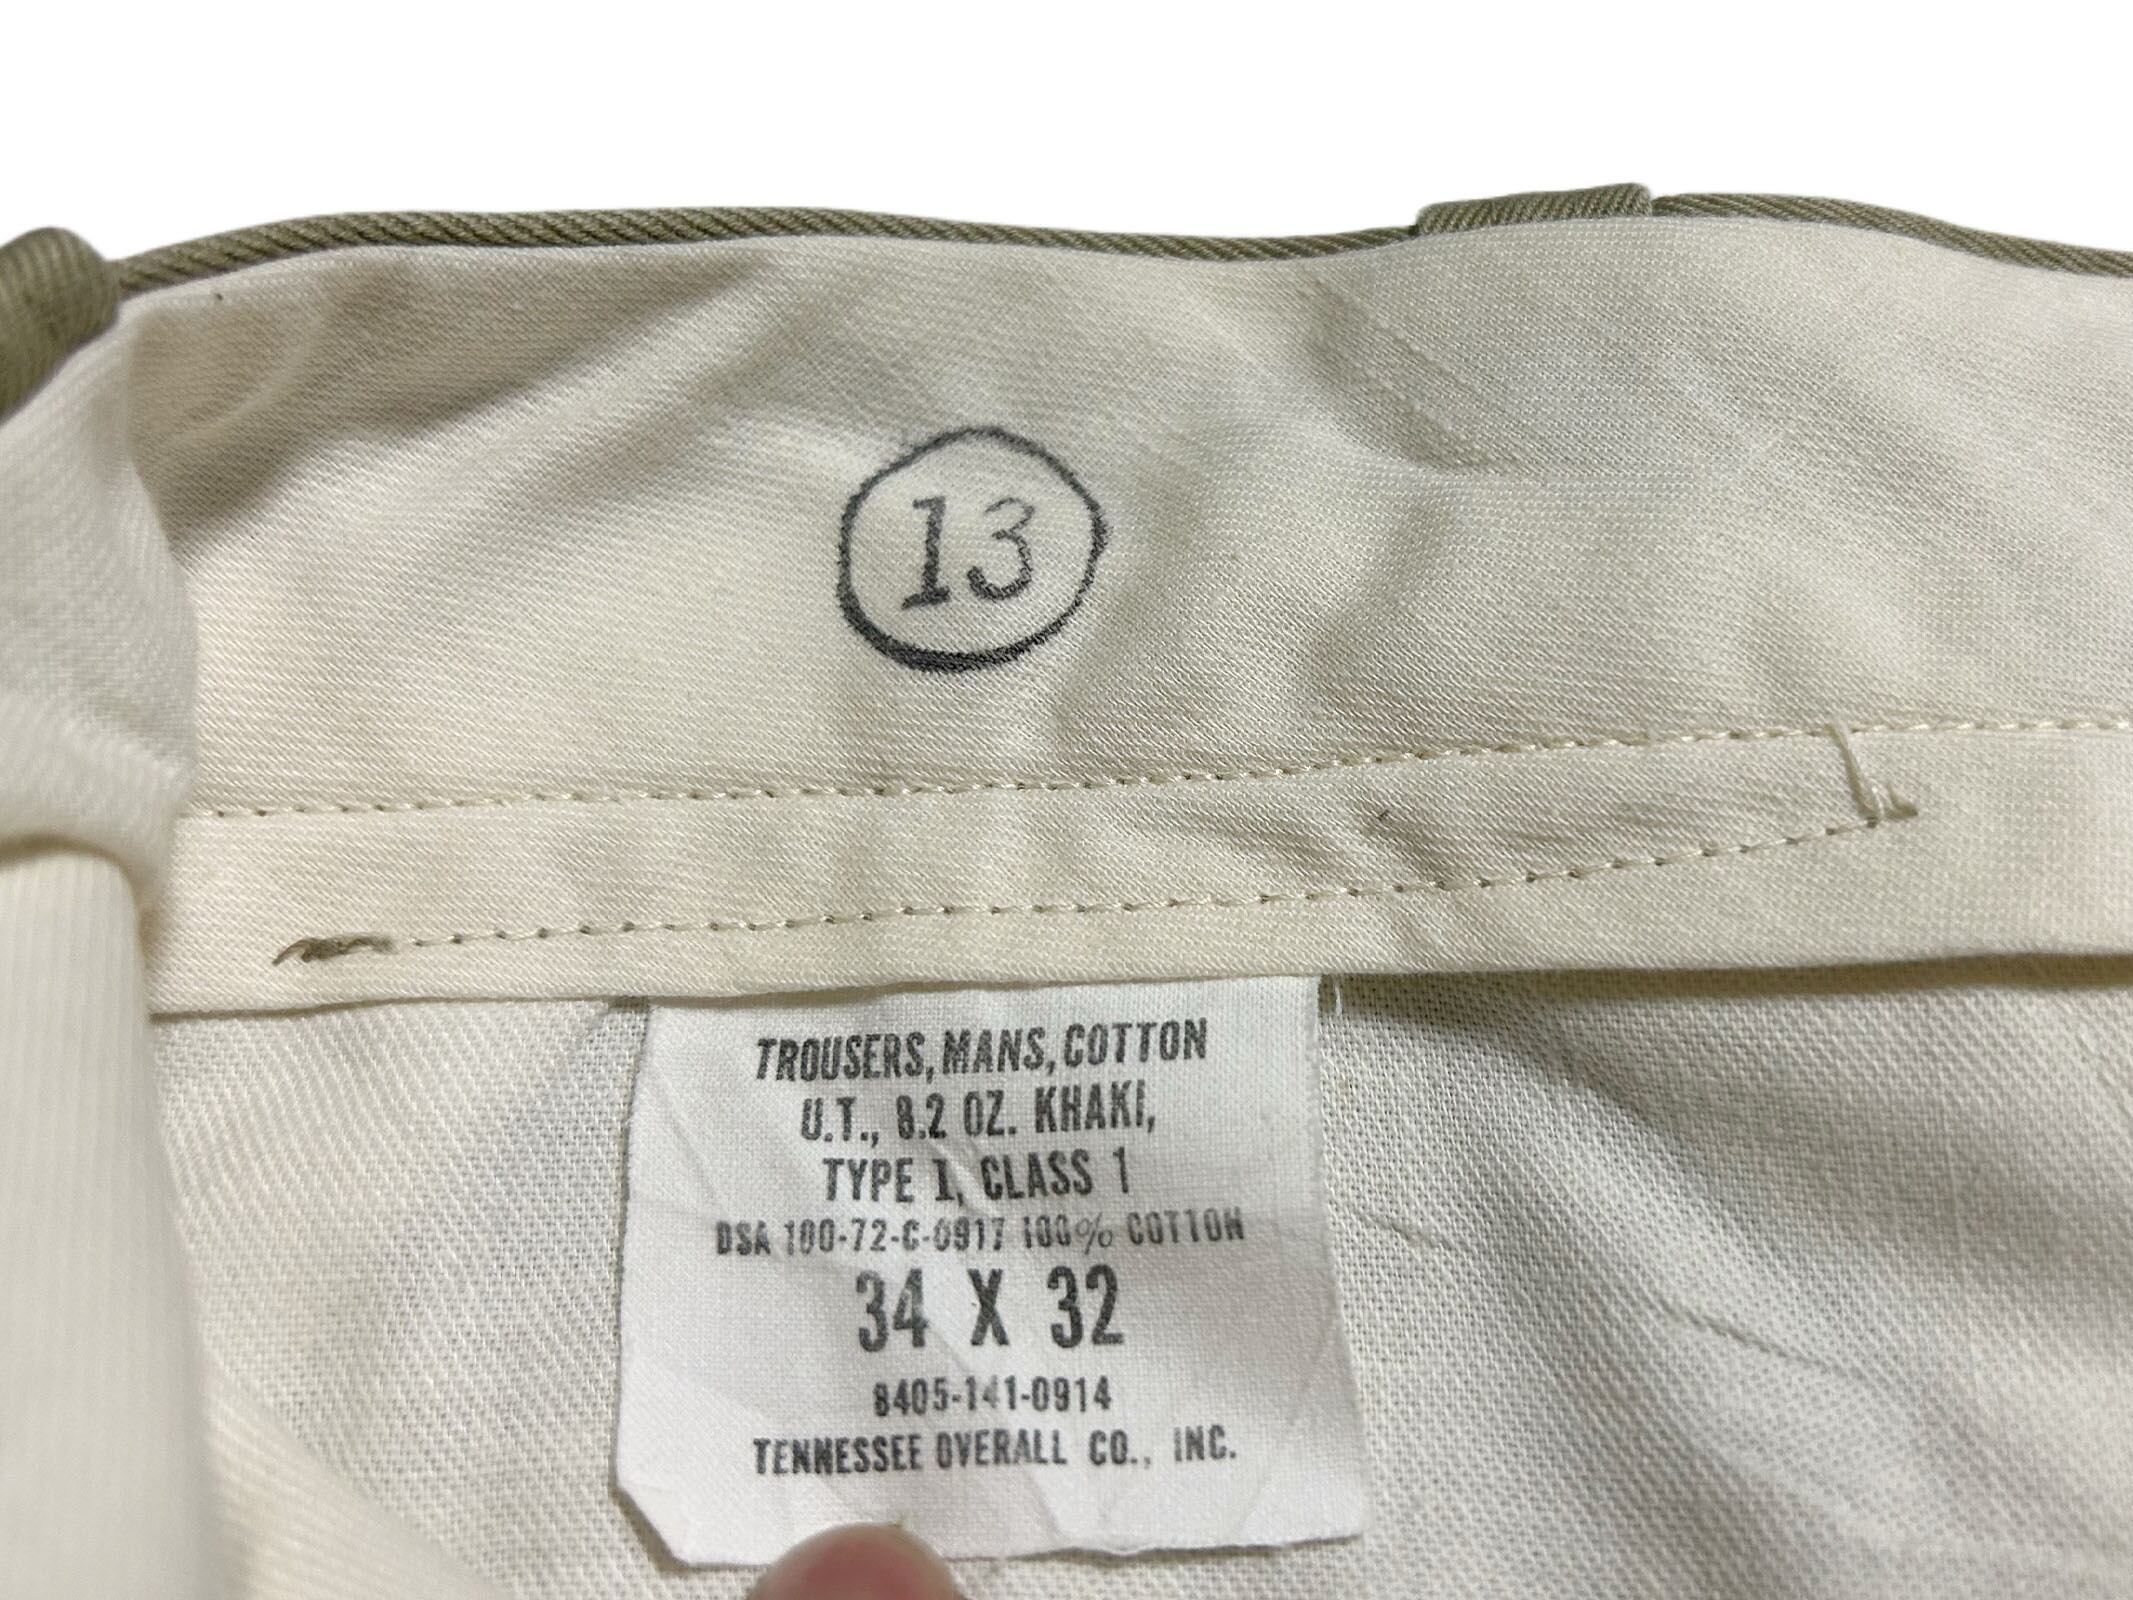 13
TROUSERS, MANS, COTTON
U.T., 8.2 OZ. KHAKI,
TYPE I, CLASS 1
DSA 100-72-C-0917 100% COTTON
34 X 32
8405-141-0914
TENNESSEE OVERALL CO., INC.